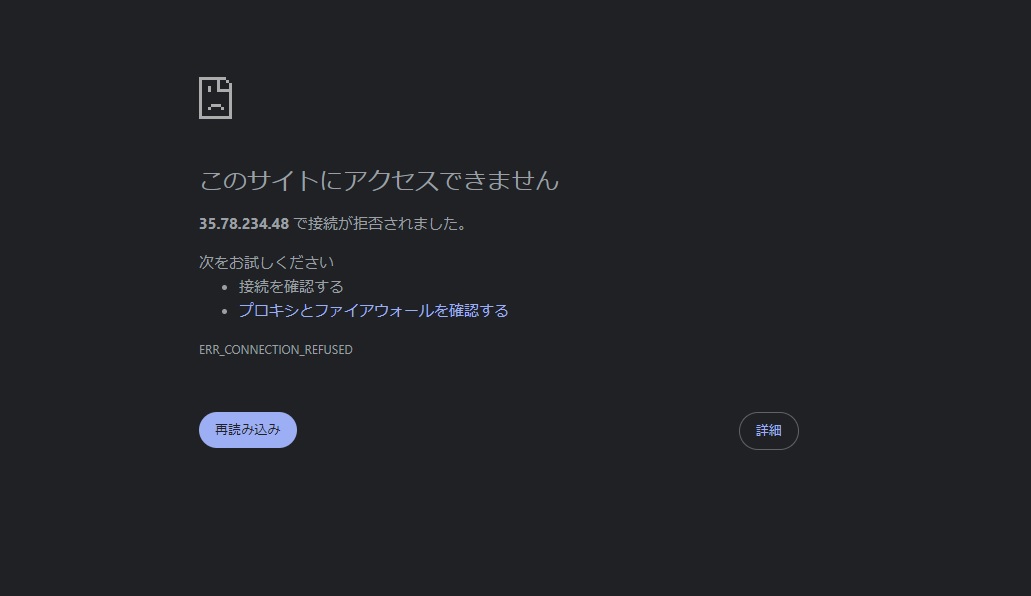 このサイトにアクセスできません
35.78.234.48 で接続が拒否されました。
次をお試しください
• 接続を確認する
• プロキシとファイアウォールを確認する
ERR_CONNECTION_REFUSED
再読み込み
詳細